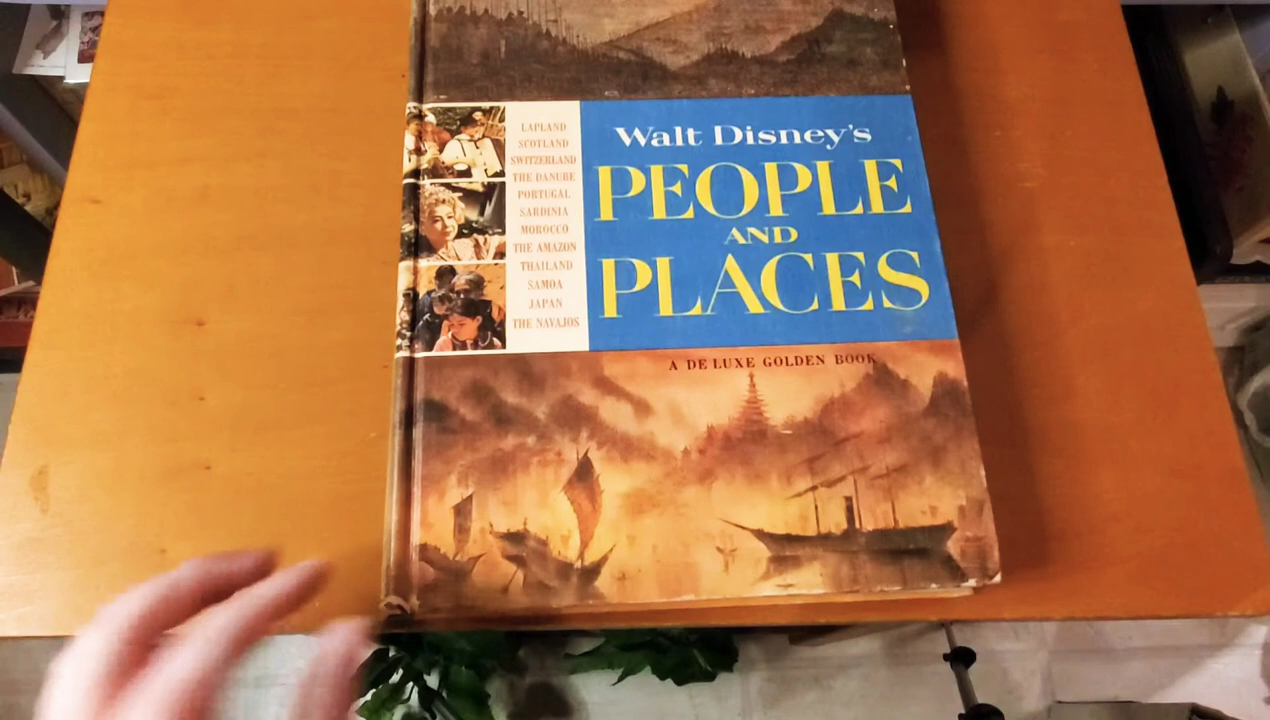 LAPLAND
SCOTLAND
SWITZERLAND
THE DANUBE
PORTUGAL
SARDINIA
MOROCCO
THE AMAZON
THAILAND
SAMOA
JAPAN
THE NAVAJOS
Walt Disney's
PEOPLE
AND
PLACES
A DE LUXE GOLDEN BOOK